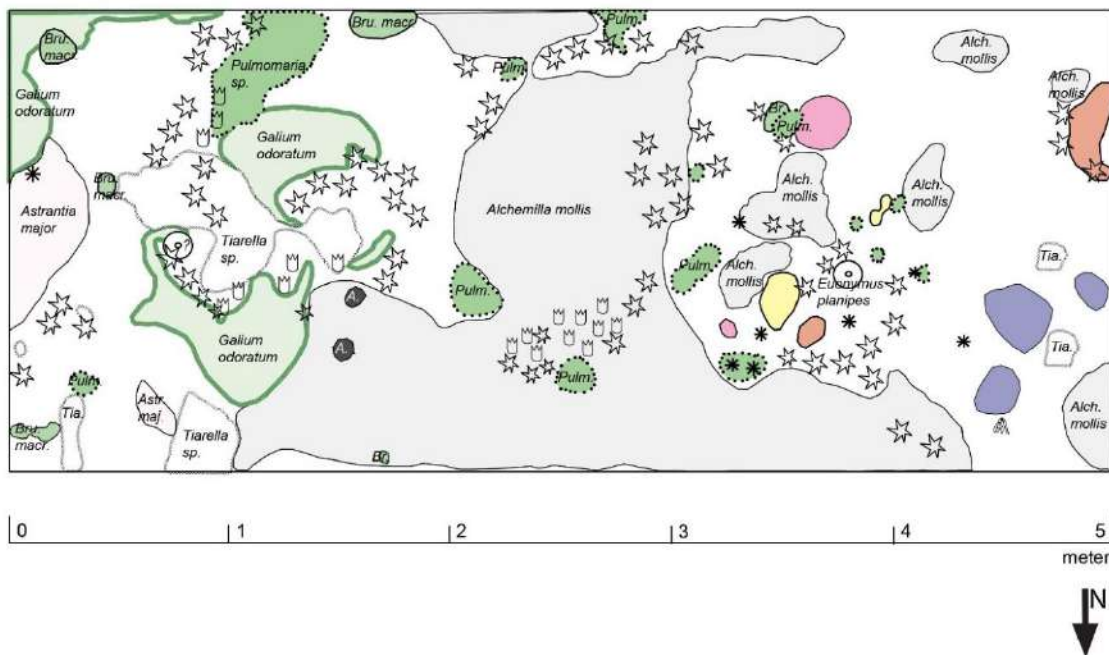 Bru.
macr.
Bru. macr
Pulm.
Alch.
mollis
Pulmomaria
sp.
Pulm
Alch.
mollis
Galium
odoratum
Galium
odoratum
Br.
Pulm.
Bru.
macr.
Alch.
mollis
Alch.
mollis
Astrantia
major
Alchemilla mollis
Tiarella
sp.
?
Tia.
Pulm.
Alch.
mollis
Pulm.
Euonymus
planipes
A.
A.
Galium
odoratum
Tia.
Pulm
Pulm.
Astr.
maj.
Tia.
Alch.
mollis
Bru.
macr.
Tiarella
sp.
Br.
0 1 2 3 4 5
meter
N